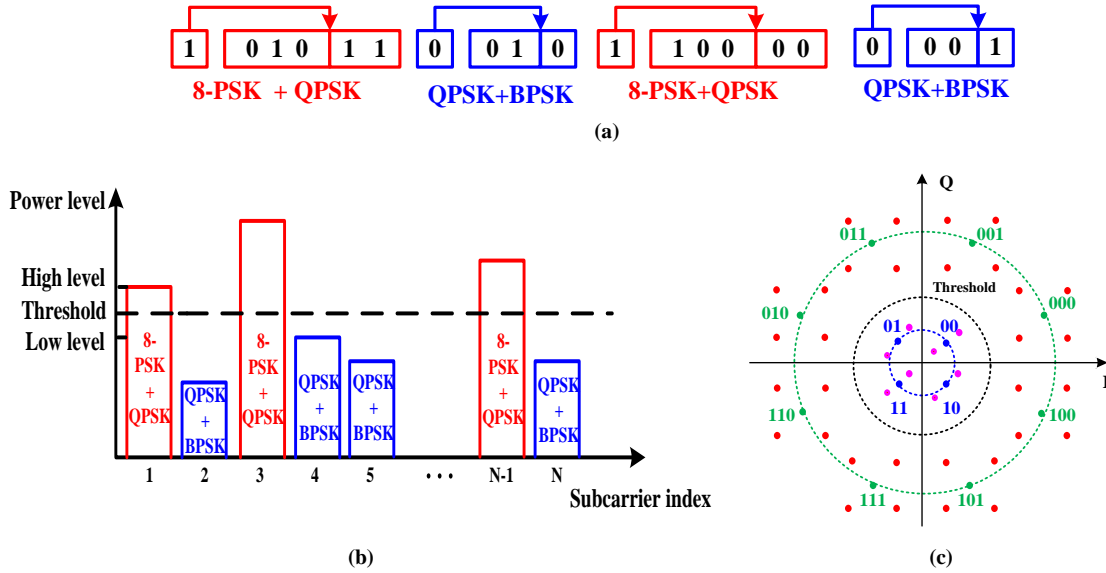 1 0 1 0 1 1 0 0 1 0 1 1 0 0 0 0 0 0 0 1
8-PSK + QPSK QPSK+BPSK 8-PSK+QPSK QPSK+BPSK
(a)
Power level
High level
Threshold
Low level
8-
PSK
+
QPSK
QPSK
+
BPSK
8-
PSK
+
QPSK
QPSK
+
BPSK
QPSK
+
BPSK
8-
PSK
+
QPSK
QPSK
+
BPSK
1 2 3 4 5 ... N-1 N
Subcarrier index
(b)
Q
011 001
Threshold
010 000
01 00
I
11 10
110 100
111 101
(c)